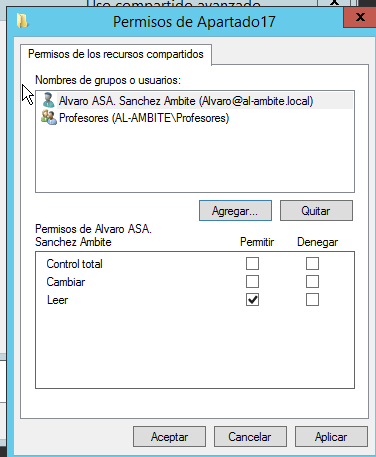 Uso compartido avanzado
Permisos de Apartado17
Permisos de los recursos compartidos
Nombres de grupos o usuarios:
Alvaro ASA. Sanchez Ambite (Alvaro@al-ambite.local)
Profesores (AL-AMBITE\Profesores)
Agregar...
Quitar
Permisos de Alvaro ASA.
Sanchez Ambite
Permitir
Denegar
Control total
Cambiar
Leer
Aceptar
Cancelar
Aplicar